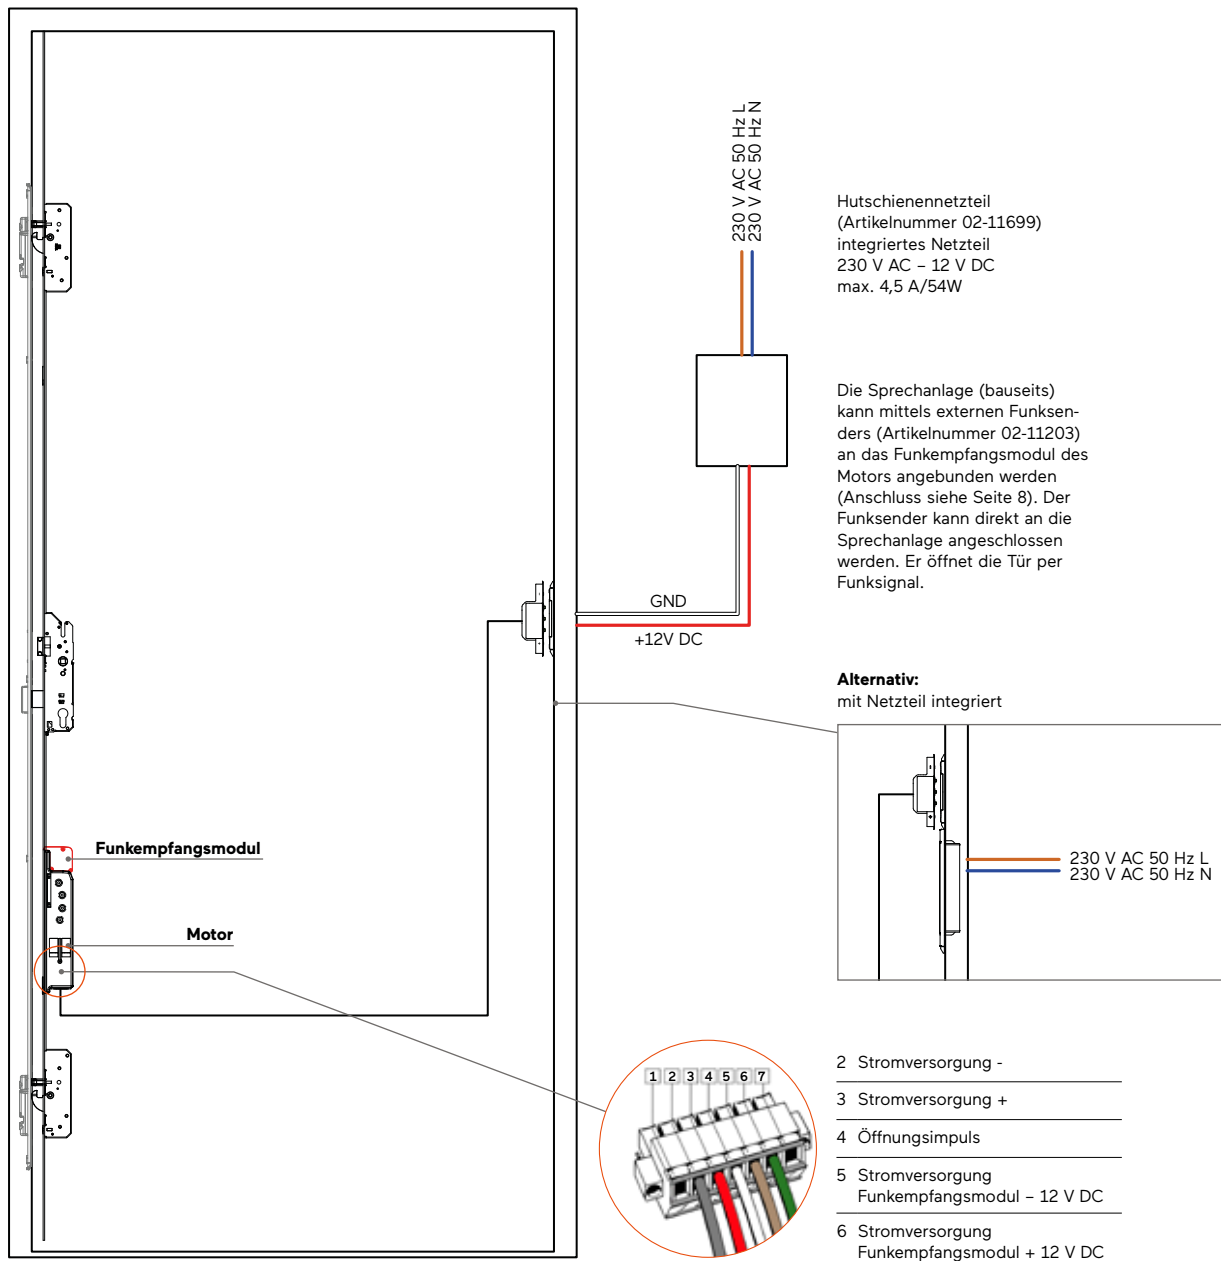 230 V AC 50 Hz L
230 V AC 50 Hz N
Hutschienennetzteil
(Artikelnummer 02-11699)
integriertes Netzteil
230 V AC – 12 V DC
max. 4,5 A/54W
Die Sprechanlage (bauseits)
kann mittels externen Funksen-
ders (Artikelnummer 02-11203)
an das Funkempfangsmodul des
Motors angebunden werden
(Anschluss siehe Seite 8). Der
Funksender kann direkt an die
Sprechanlage angeschlossen
werden. Er öffnet die Tür per
Funksignal.
GND
+12V DC
Alternativ:
mit Netzteil integriert
230 V AC 50 Hz L
230 V AC 50 Hz N
Funkempfangsmodul
Motor
1 2 3 4 5 6 7
2 Stromversorgung -
3 Stromversorgung +
4 Öffnungsimpuls
5 Stromversorgung
Funkempfangsmodul – 12 V DC
6 Stromversorgung
Funkempfangsmodul + 12 V DC